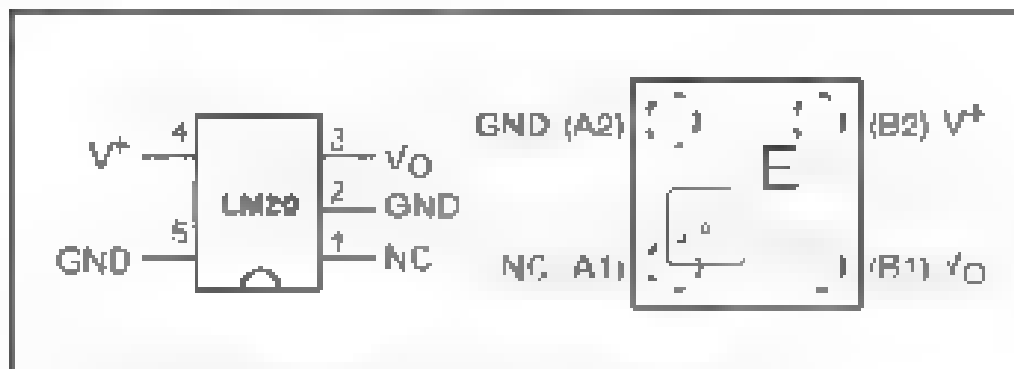 4
V+
3
VO
LM20
2
GND
5
GND
1
NC
GND (A2)
(B2) V+
E
NC A1)
(B1) VO